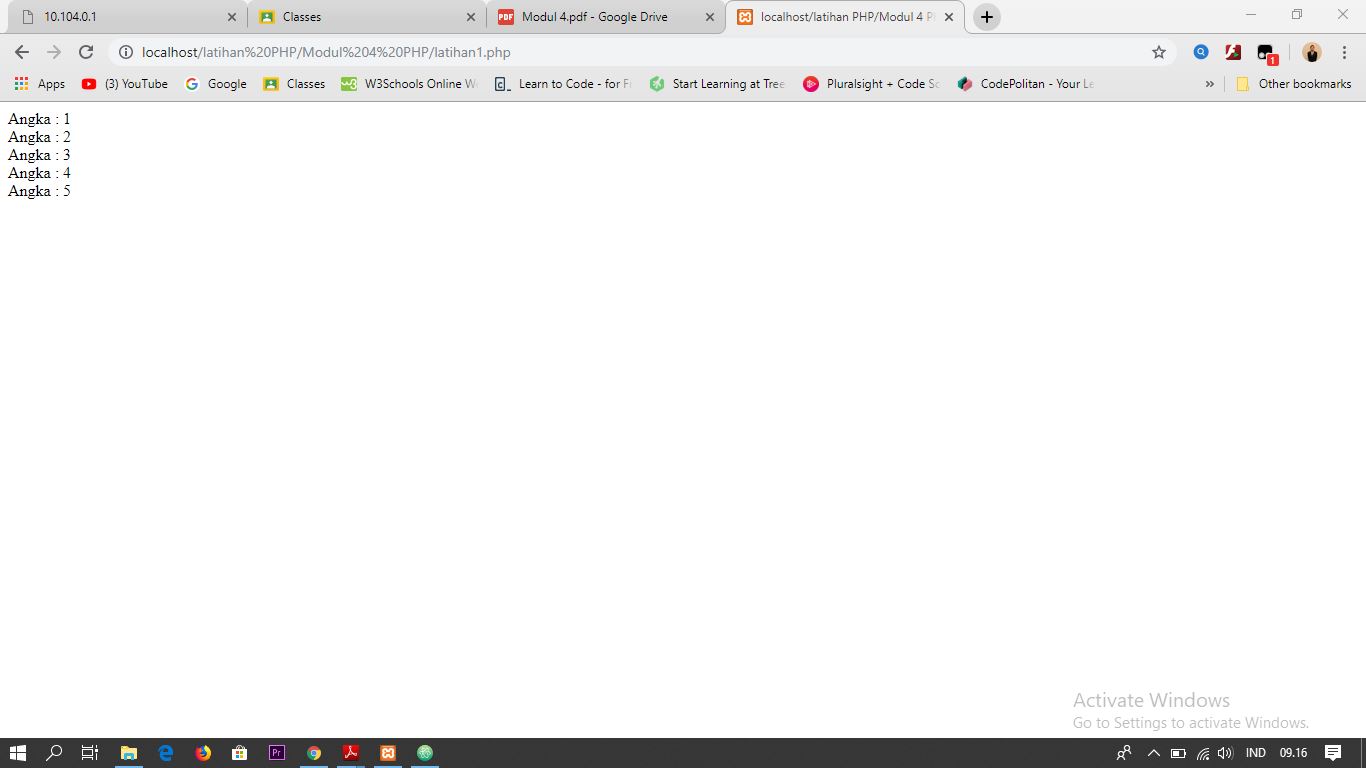 10.104.0.1
Classes
PDF Modul 4.pdf - Google Drive
localhost/latihan PHP/Modul 4 P
localhost/latihan%20PHP/Modul%204%20PHP/latihan1.php
1
Apps (3) YouTube Google Classes W3Schools Online W Learn to Code - for F Start Learning at Tree Pluralsight + Code Sc CodePolitan - Your Le » Other bookmarks
Angka : 1
Angka : 2
Angka : 3
Angka : 4
Angka : 5
Activate Windows
Go to Settings to activate Windows.
Pr IND 09.16